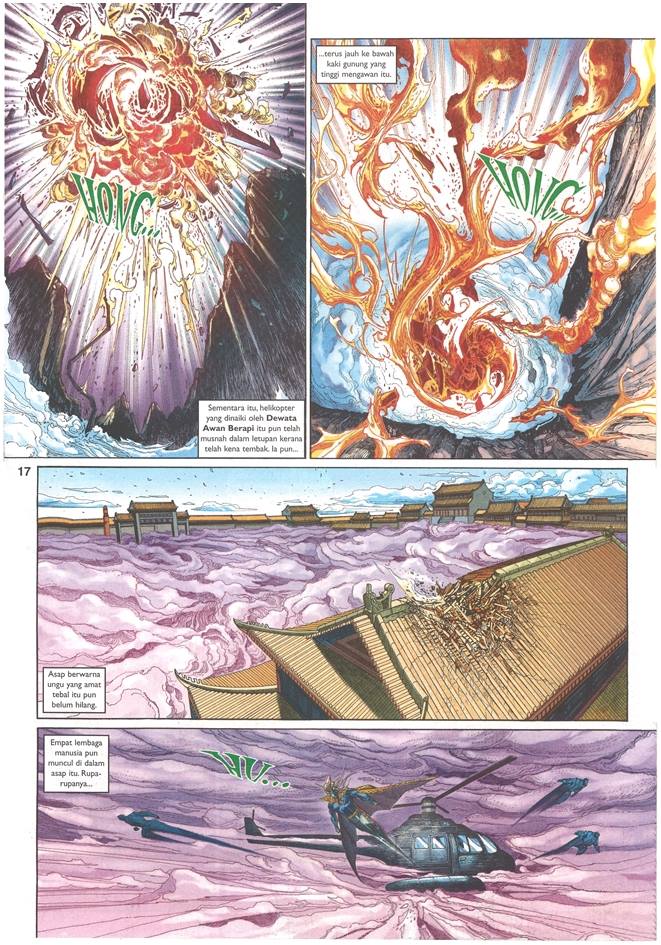 HONG...
Sementara itu, helikopter
yang dinaiki oleh Dewata
Awan Berapi itu pun telah
musnah dalam letupan kerana
telah kena tembak. Ia pun...
...terus jauh ke bawah
kaki gunung yang
tinggi mengawan itu.
HONG...
17
Asap berwarna
ungu yang amat
tebal itu pun
belum hilang.
Empat lembaga
manusia pun
muncul di dalam
asap itu. Rupa-
rupanya...
HU...